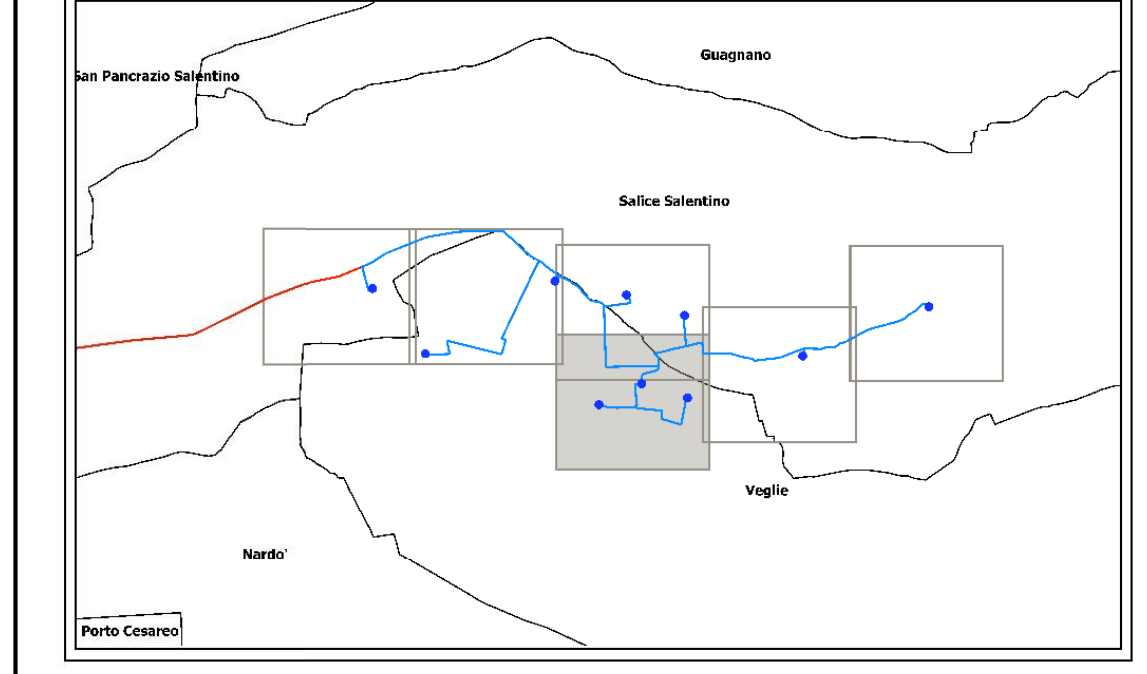 Guagnano
San Pancrazio Salentino
Salice Salentino
Veglie
Nardo'
Porto Cesareo